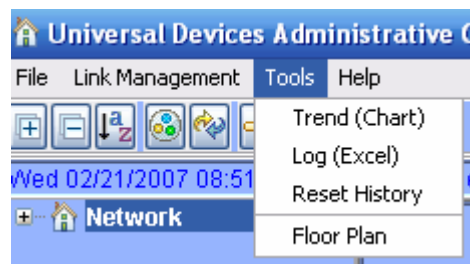 Universal Devices Administrative
File Link Management Tools Help
Trend (Chart)
Log (Excel)
Wed 02/21/2007 08:51
Reset History
Network
Floor Plan